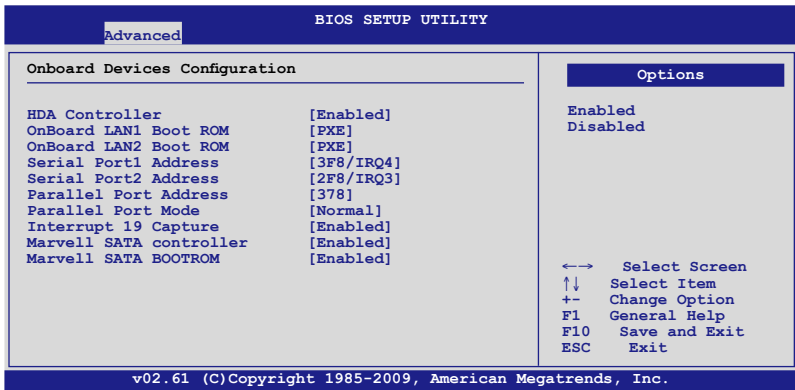 BIOS SETUP UTILITY
Advanced
Onboard Devices Configuration
HDA Controller [Enabled]
OnBoard LAN1 Boot ROM [PXE]
OnBoard LAN2 Boot ROM [PXE]
Serial Port1 Address [3F8/IRQ4]
Serial Port2 Address [2F8/IRQ3]
Parallel Port Address [378]
Parallel Port Mode [Normal]
Interrupt 19 Capture [Enabled]
Marvell SATA controller [Enabled]
Marvell SATA BOOTROM [Enabled]
Options
Enabled
Disabled
←→ Select Screen
↑↓ Select Item
+- Change Option
F1 General Help
F10 Save and Exit
ESC Exit
v02.61 (C)Copyright 1985-2009, American Megatrends, Inc.